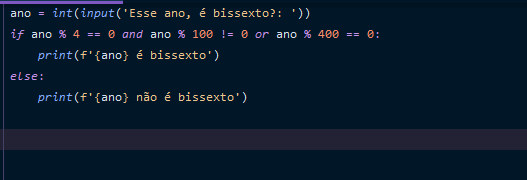 ano = int(input('Esse ano, é bissexto?: '))
if ano % 4 == 0 and ano % 100 != 0 or ano % 400 == 0:
    print(f'{ano} é bissexto')
else:
    print(f'{ano} não é bissexto')